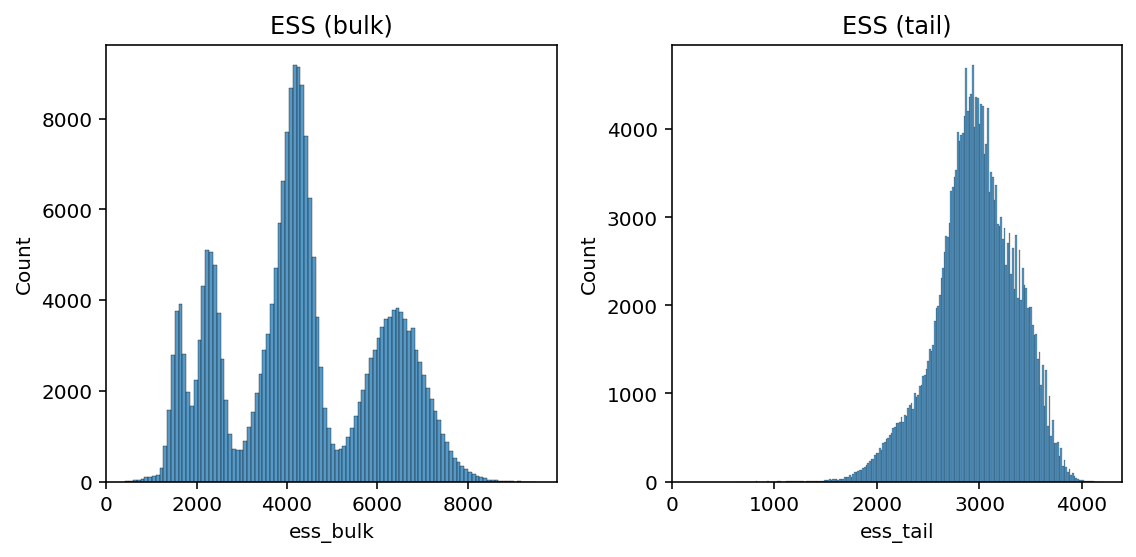 ESS (bulk)
Count
8000
6000
4000
2000
0
0 2000 4000 6000 8000
ess_bulk
ESS (tail)
Count
4000
3000
2000
1000
0
0 1000 2000 3000 4000
ess_tail